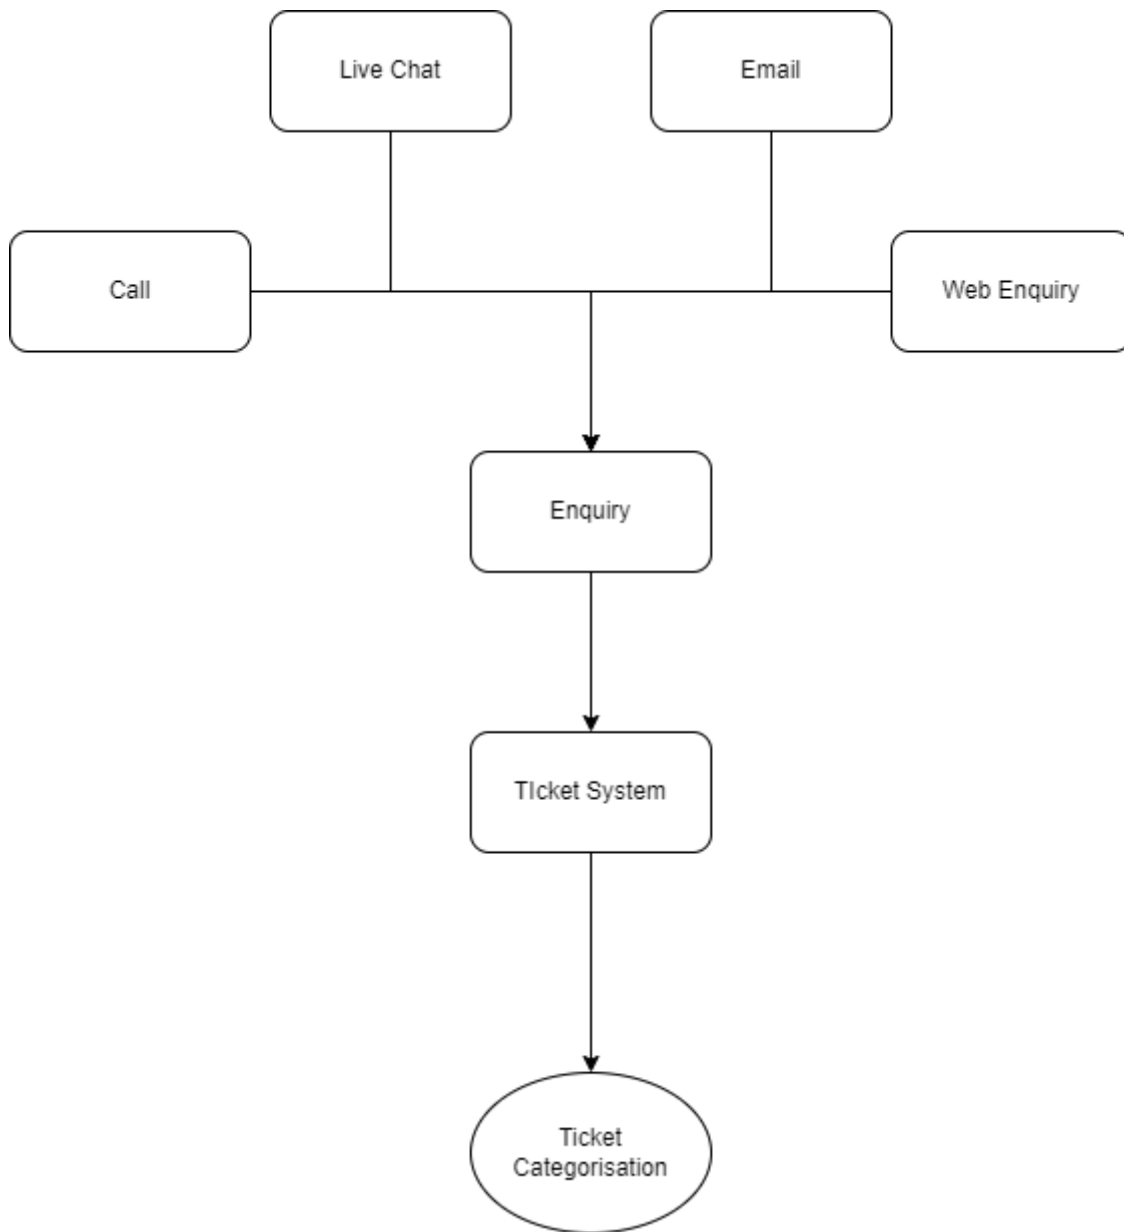 Live Chat
Email
Call
Web Enquiry
Enquiry
TIcket System
Ticket
Categorisation